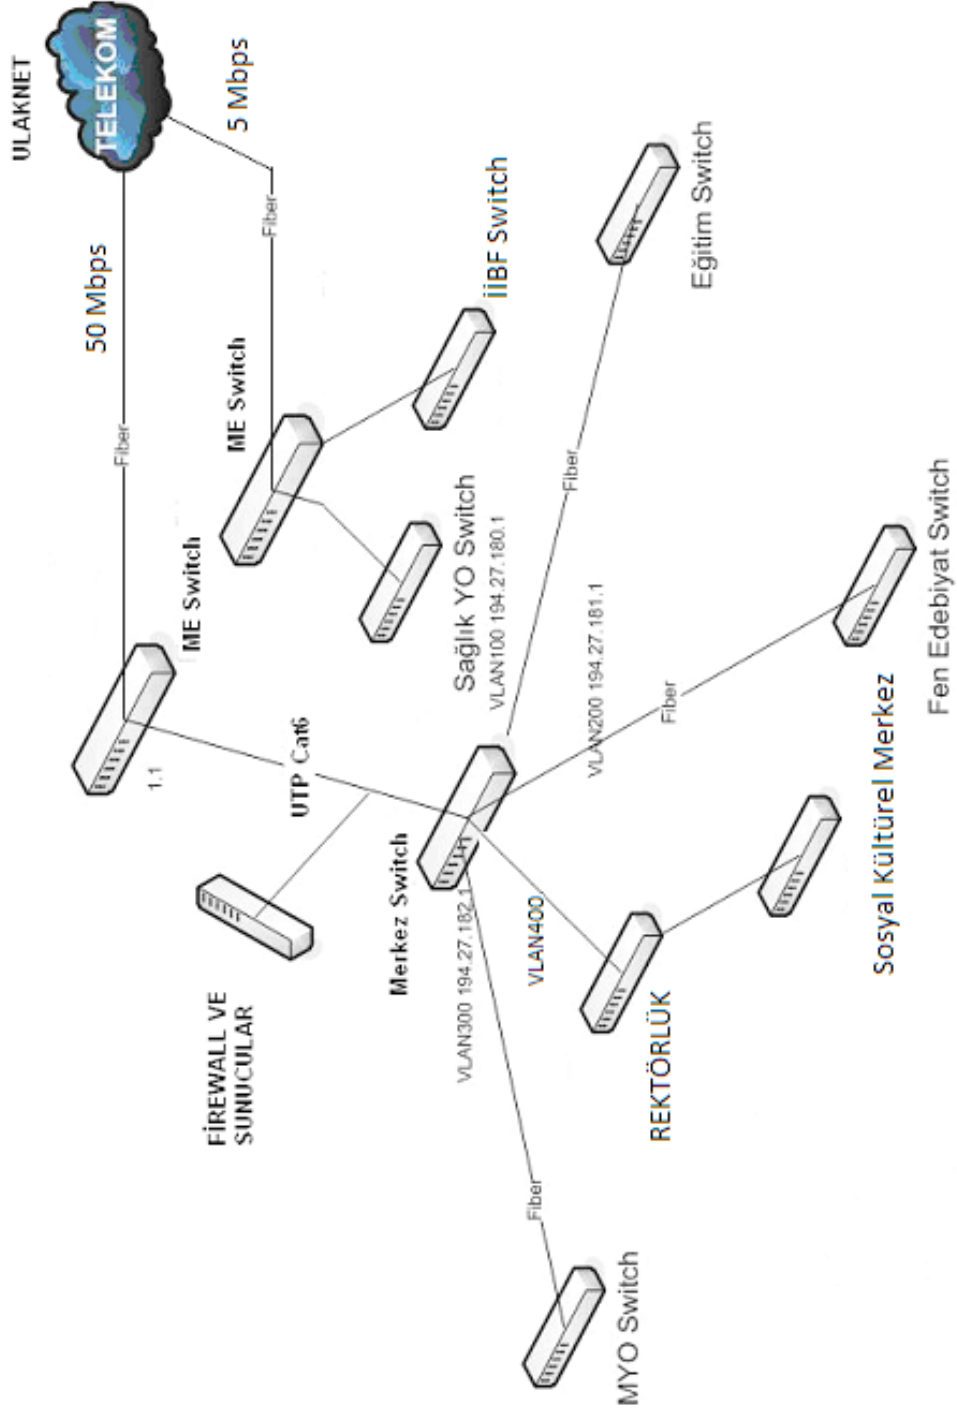 ULAKNET
TELEKOM
50 Mbps
5 Mbps
Fiber
Fiber
ME Switch
ME Switch
İİBF Switch
Sağlık YO Switch
1.1
UTP Cat6
FİREWALL VE
SUNUCULAR
Merkez Switch
VLAN100 194.27.180.1
VLAN200 194.27.181.1
VLAN300 194.27.182.1
VLAN400
Fiber
Eğitim Switch
Fiber
Fen Edebiyat Switch
Sosyal Kültürel Merkez
REKTÖRLÜK
Fiber
MYO Switch